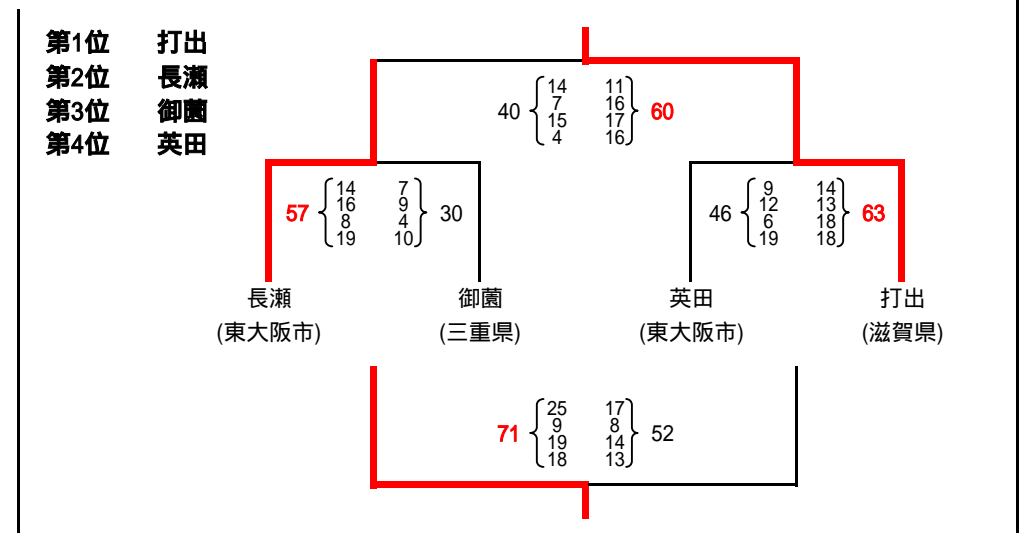 第1位 打出
第2位 長瀬
第3位 御薗
第4位 英田
40 14 11 60
7 16
15 17
4 16
57 14 7 30
16 9
8 4
19 10
46 9 14 63
12 13
6 18
19 18
長瀬 御薗 英田 打出
(東大阪市) (三重県) (東大阪市) (滋賀県)
71 25 17 52
9 8
19 14
18 13